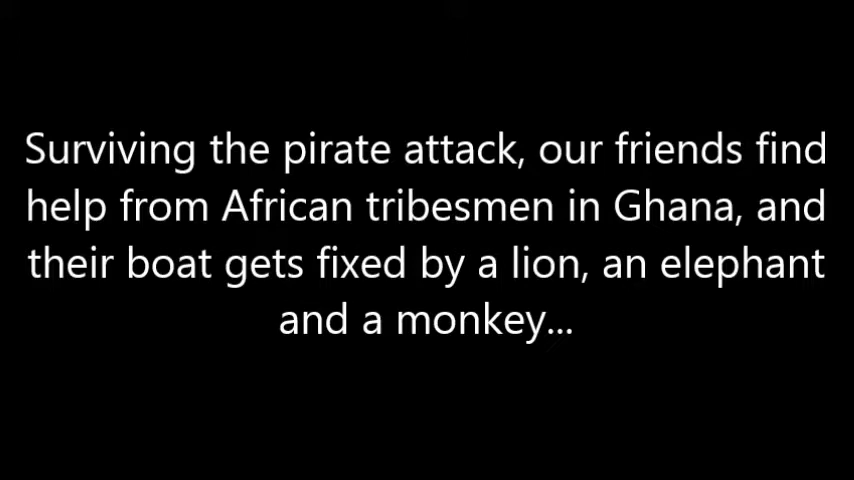 Surviving the pirate attack, our friends find
help from African tribesmen in Ghana, and
their boat gets fixed by a lion, an elephant
and a monkey...